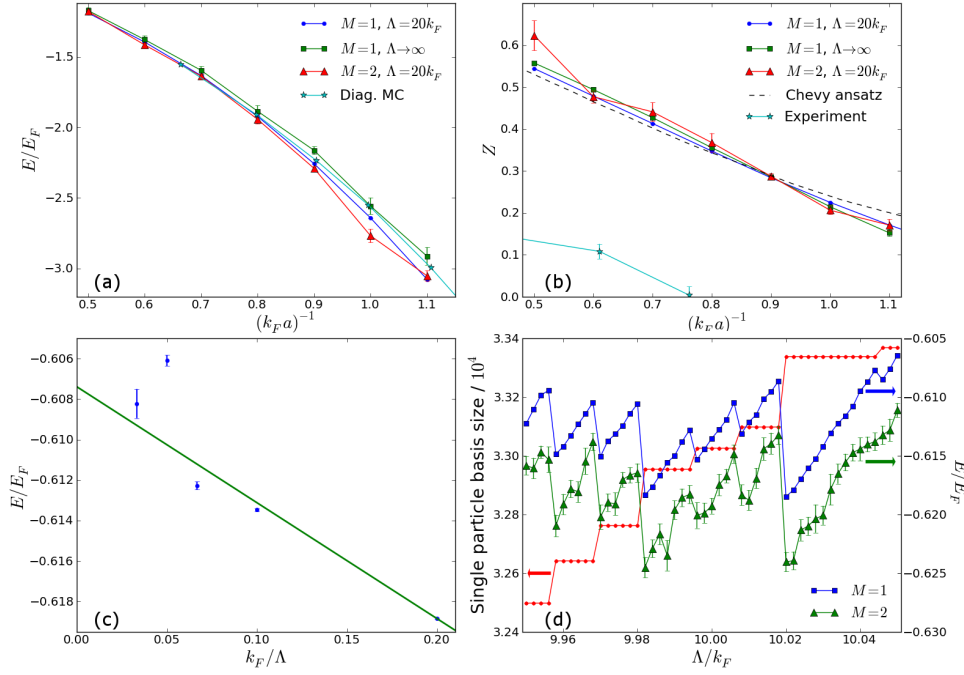 M=1, Λ=20k_F
M=1, Λ→∞
M=2, Λ=20k_F
Diag. MC
−1.5
−2.0
−2.5
−3.0
E/E_F
(a)
0.5 0.6 0.7 0.8 0.9 1.0 1.1
(k_F a)^{-1}
M=1, Λ=20k_F
M=1, Λ→∞
M=2, Λ=20k_F
Chevy ansatz
Experiment
0.6
0.5
0.4
0.3
0.2
0.1
0.0
Z
(b)
0.5 0.6 0.7 0.8 0.9 1.0 1.1
(k_F a)^{-1}
−0.606
−0.608
−0.610
−0.612
−0.614
−0.616
−0.618
E/E_F
(c)
0.00 0.05 0.10 0.15 0.20
k_F/Λ
3.34
3.32
3.30
3.28
3.26
3.24
Single particle basis size / 10^4
−0.605
−0.610
−0.615
−0.620
−0.625
−0.630
E/E_F
M=1
M=2
(d)
9.96 9.98 10.00 10.02 10.04
Λ/k_F